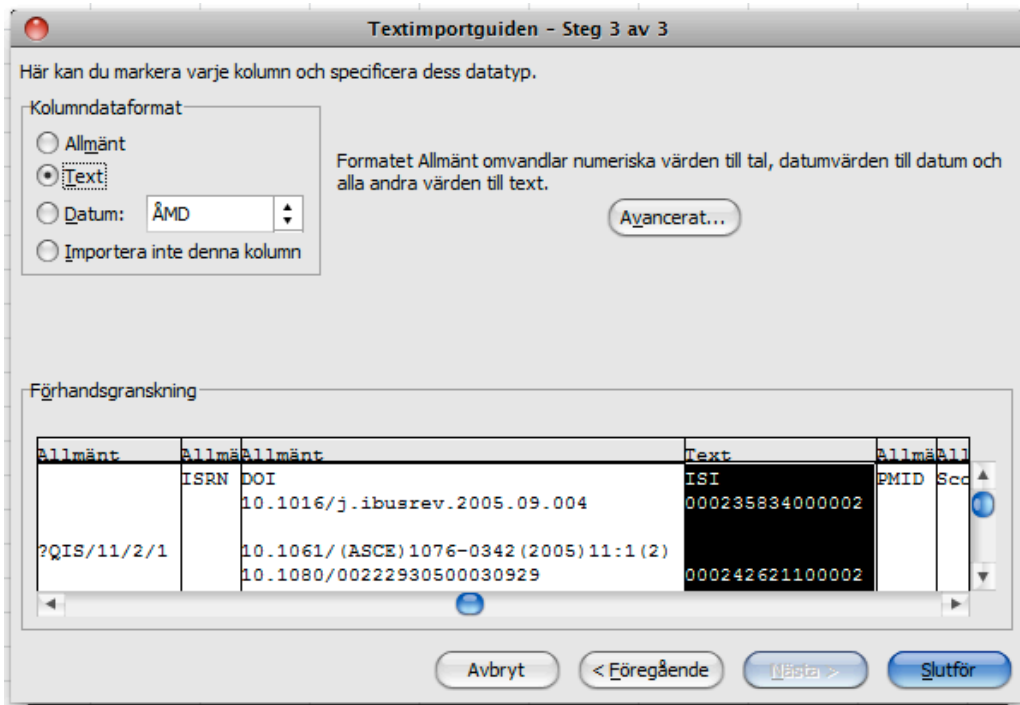 Textimportguiden – Steg 3 av 3
Här kan du markera varje kolumn och specificera dess datatyp.
Kolumndataformat
Allmänt
Text
Datum: ÅMD
Importera inte denna kolumn
Formatet Allmänt omvandlar numeriska värden till tal, datumvärden till datum och
alla andra värden till text.
Avancerat...
Förhandsgranskning
Allmänt Allmä Allmänt Text Allmä All
ISRN DOI ISI PMID Sco
10.1016/j.ibusrev.2005.09.004 000235834000002
?QIS/11/2/1 10.1061/(ASCE)1076-0342(2005)11:1(2)
10.1080/00222930500030929 000242621100002
Avbryt < Föregående Nästa > Slutför